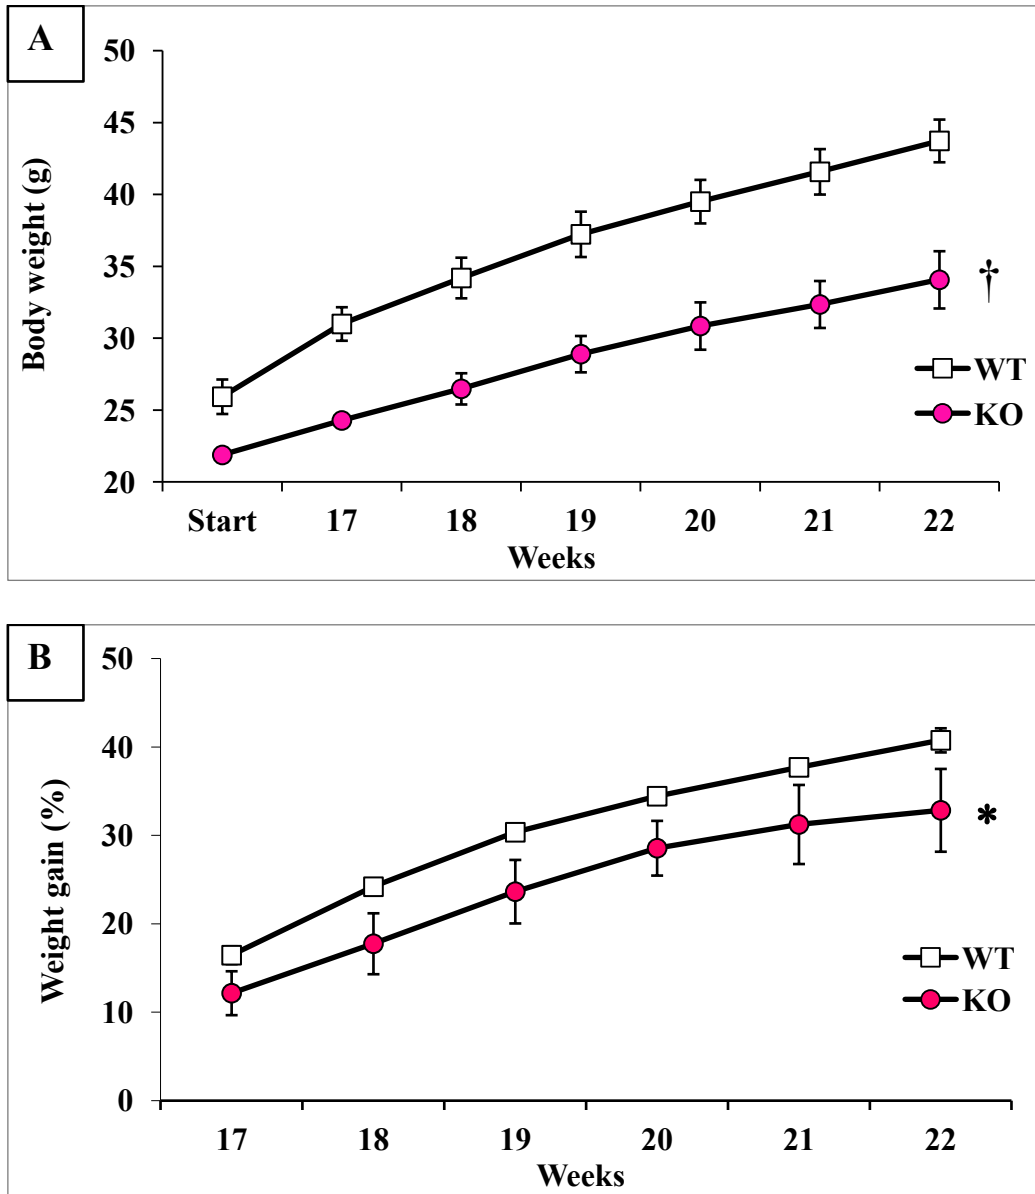 A
50
45
40
35
30
25
20
Body weight (g)
†
WT
KO
Start 17 18 19 20 21 22
Weeks
B
50
40
30
20
10
0
Weight gain (%)
*
WT
KO
17 18 19 20 21 22
Weeks